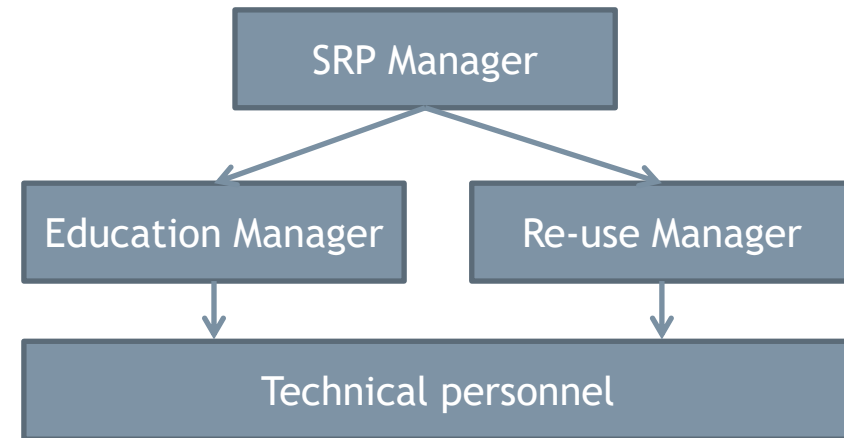 SRP Manager
Education Manager
Re-use Manager
Technical personnel